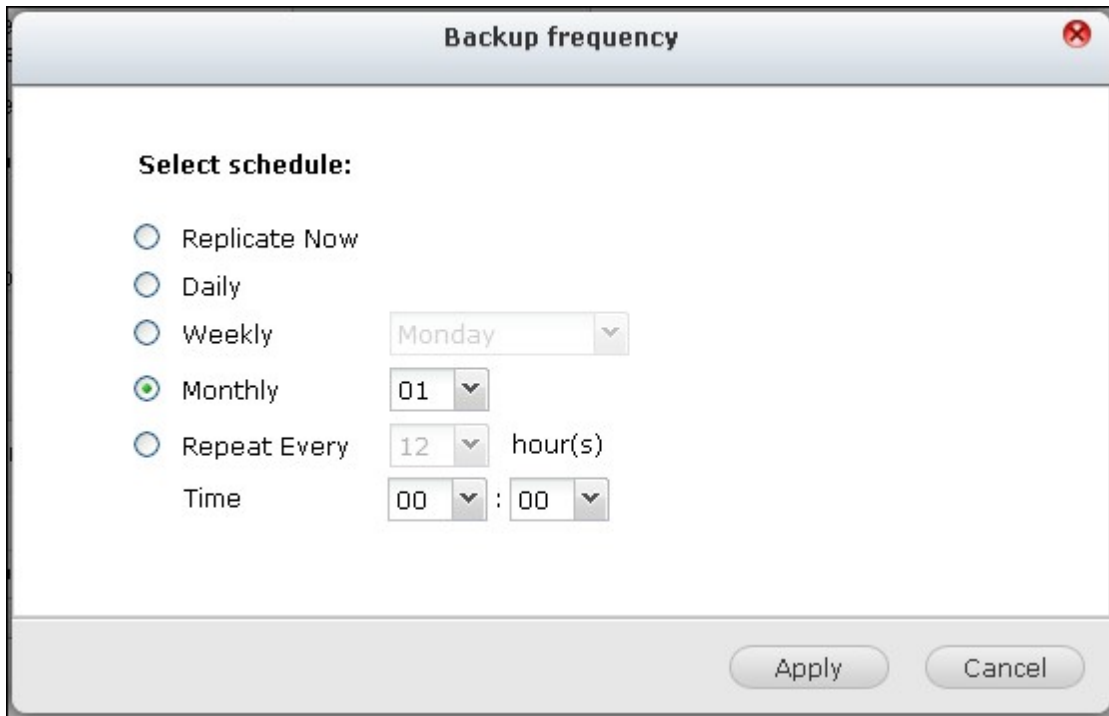 Backup frequency
Select schedule:
Replicate Now
Daily
Weekly Monday
Monthly 01
Repeat Every 12 hour(s)
Time 00 : 00
Apply Cancel